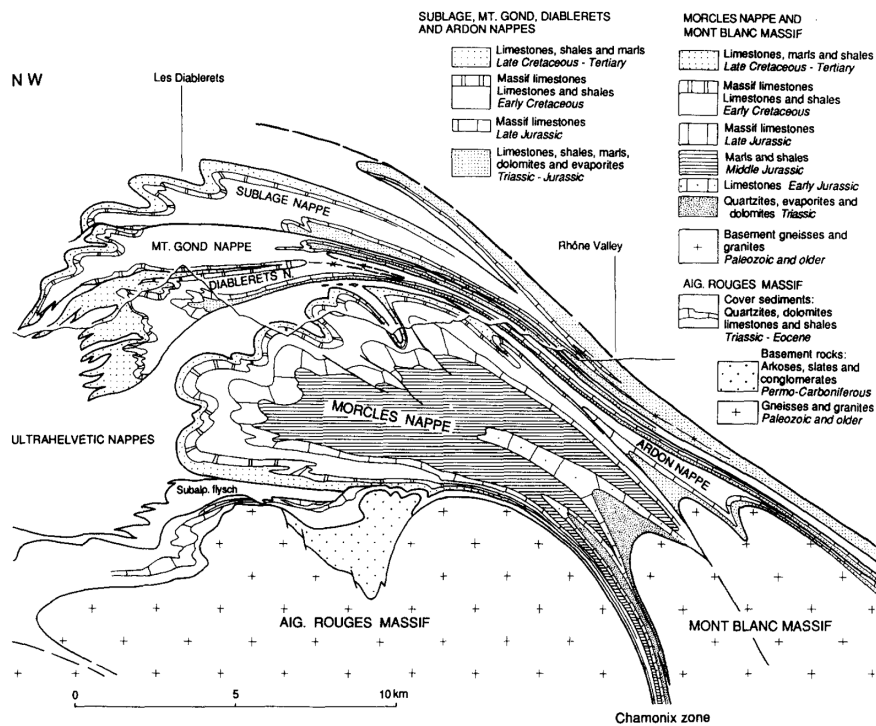 SUBLAGE, MT. GOND, DIABLERETS
AND ARDON NAPPES
Limestones, shales and marls
Late Cretaceous - Tertiary
Massif limestones
Limestones and shales
Early Cretaceous
Massif limestones
Late Jurassic
Limestones, shales, marls,
dolomites and evaporites
Triassic - Jurassic
MORCLES NAPPE AND
MONT BLANC MASSIF
Limestones, marls and shales
Late Cretaceous - Tertiary
Massif limestones
Limestones and shales
Early Cretaceous
Massif limestones
Late Jurassic
Marls and shales
Middle Jurassic
Limestones Early Jurassic
Quartzites, evaporites and
dolomites Triassic
Basement gneisses and
granites
Paleozoic and older
AIG. ROUGES MASSIF
Cover sediments:
Quartzites, dolomites
limestones and shales
Triassic - Eocene
Basement rocks:
Arkoses, slates and
conglomerates
Permo-Carboniferous
Gneisses and granites
Paleozoic and older
NW
Les Diablerets
SUBLAGE NAPPE
MT. GOND NAPPE
DIABLERETS N.
Rhône Valley
MORCLES NAPPE
ULTRAHELVETIC NAPPES
ARDON NAPPE
Subalp. flysch
AIG. ROUGES MASSIF
MONT BLANC MASSIF
0 5 10 km
Chamonix zone